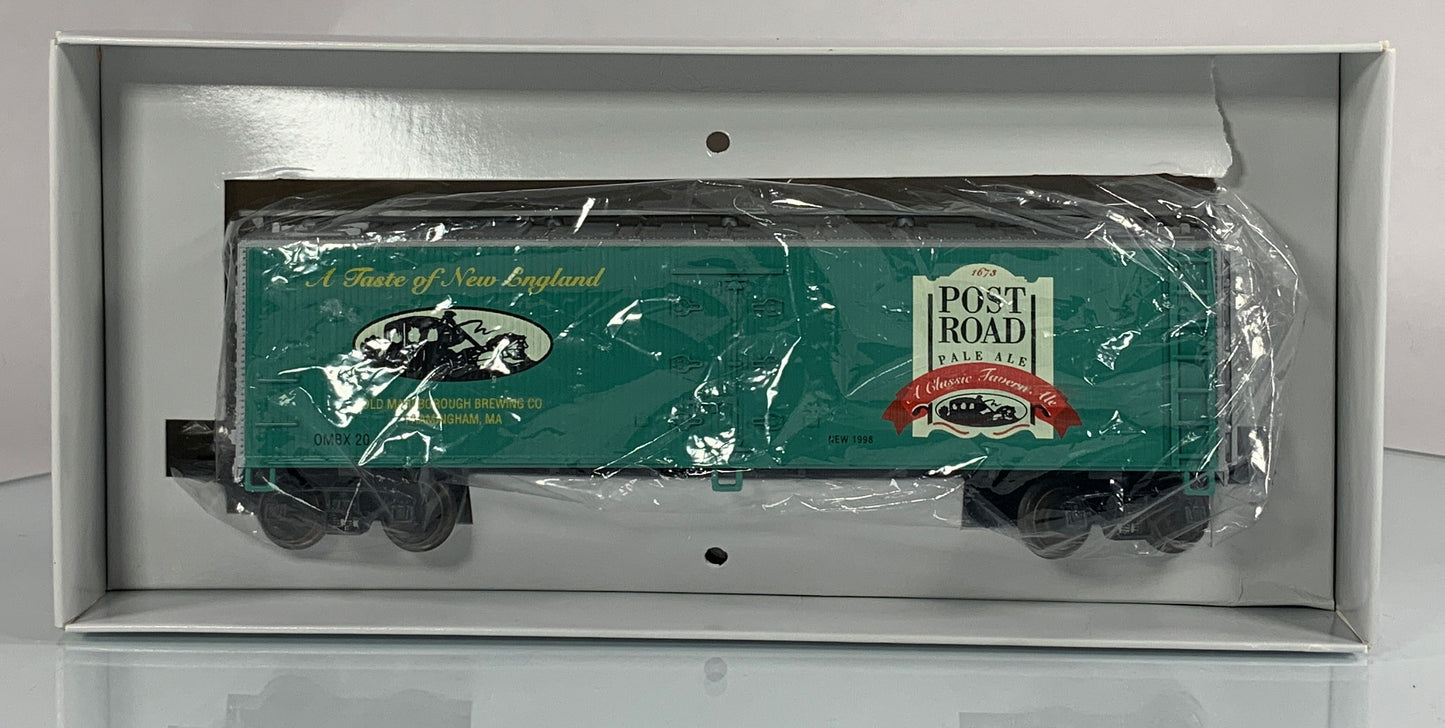 A Taste of New England
OLD MARLBOROUGH BREWING CO
FRAMINGHAM, MA
OMBX 20
1673
POST
ROAD
PALE ALE
A Classic Tavern Ale
NEW 1998